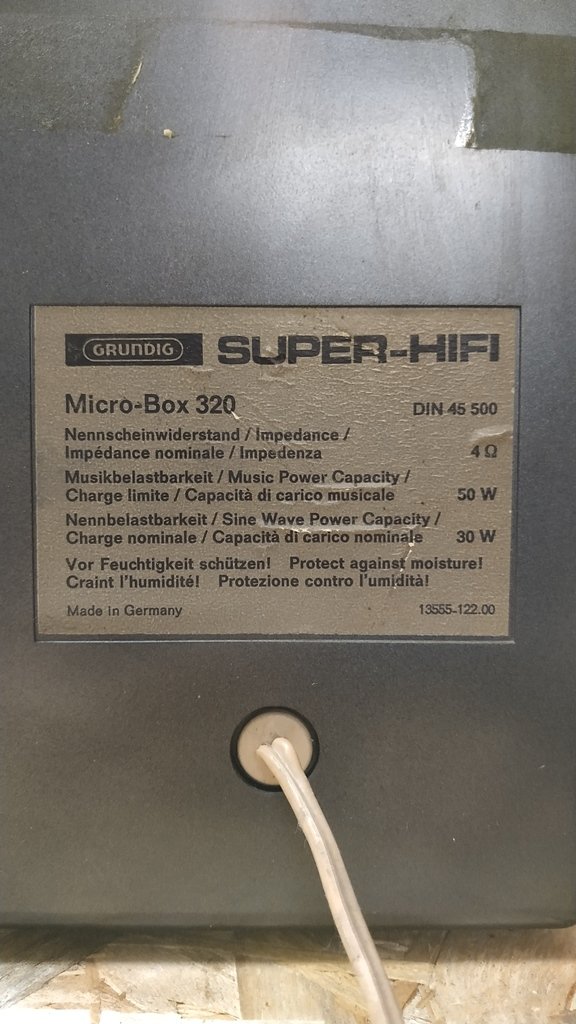 GRUNDIG SUPER-HIFI
Micro-Box 320 DIN 45 500
Nennscheinwiderstand / Impedance /
Impédance nominale / Impedenza 4 Ω
Musikbelastbarkeit / Music Power Capacity /
Charge limite / Capacità di carico musicale 50 W
Nennbelastbarkeit / Sine Wave Power Capacity /
Charge nominale / Capacità di carico nominale 30 W
Vor Feuchtigkeit schützen! Protect against moisture!
Craint l'humidité! Protezione contro l'umidità!
Made in Germany 13555-122.00